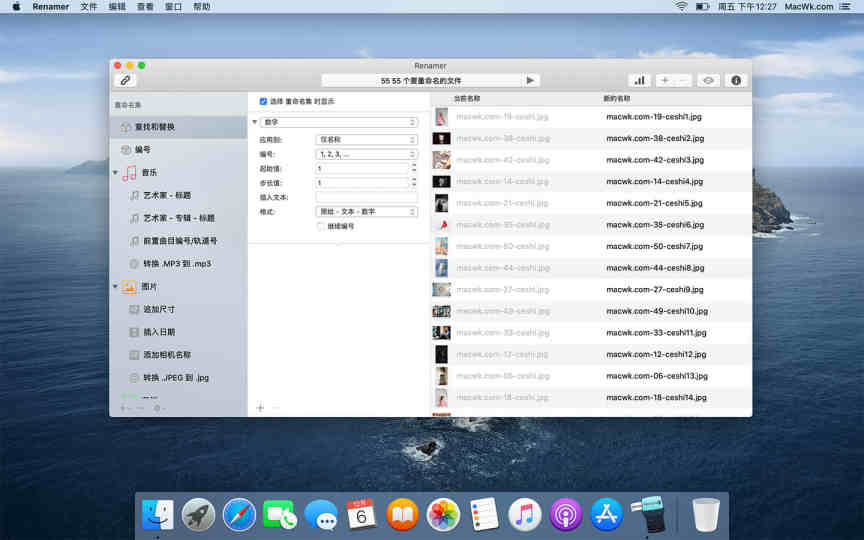 Renamer 文件 编辑 查看 窗口 帮助 周五 下午12:27 MacWk.com
Renamer
55 55 个要重命名的文件
重命名集
查找和替换
编号
音乐
艺术家 - 标题
艺术家 - 专辑 - 标题
前置曲目编号/轨道号
转换 .MP3 到 .mp3
图片
追加尺寸
插入日期
添加相机名称
转换 .JPEG 到 .jpg
选择 重命名集 时显示
数字
应用到: 仅名称
编号: 1, 2, 3, ...
起始值: 1
步长值: 1
插入文本:
格式: 原始 - 文本 - 数字
继续编号
当前名称 新的名称
macwk.com-19-ceshi.jpg macwk.com-19-ceshi1.jpg
macwk.com-38-ceshi.jpg macwk.com-38-ceshi2.jpg
macwk.com-42-ceshi.jpg macwk.com-42-ceshi3.jpg
macwk.com-14-ceshi.jpg macwk.com-14-ceshi4.jpg
macwk.com-21-ceshi.jpg macwk.com-21-ceshi5.jpg
macwk.com-35-ceshi.jpg macwk.com-35-ceshi6.jpg
macwk.com-50-ceshi.jpg macwk.com-50-ceshi7.jpg
macwk.com-44-ceshi.jpg macwk.com-44-ceshi8.jpg
macwk.com-27-ceshi.jpg macwk.com-27-ceshi9.jpg
macwk.com-49-ceshi.jpg macwk.com-49-ceshi10.jpg
macwk.com-33-ceshi.jpg macwk.com-33-ceshi11.jpg
macwk.com-12-ceshi.jpg macwk.com-12-ceshi12.jpg
macwk.com-06-ceshi.jpg macwk.com-06-ceshi13.jpg
macwk.com-18-ceshi.jpg macwk.com-18-ceshi14.jpg
12月
6